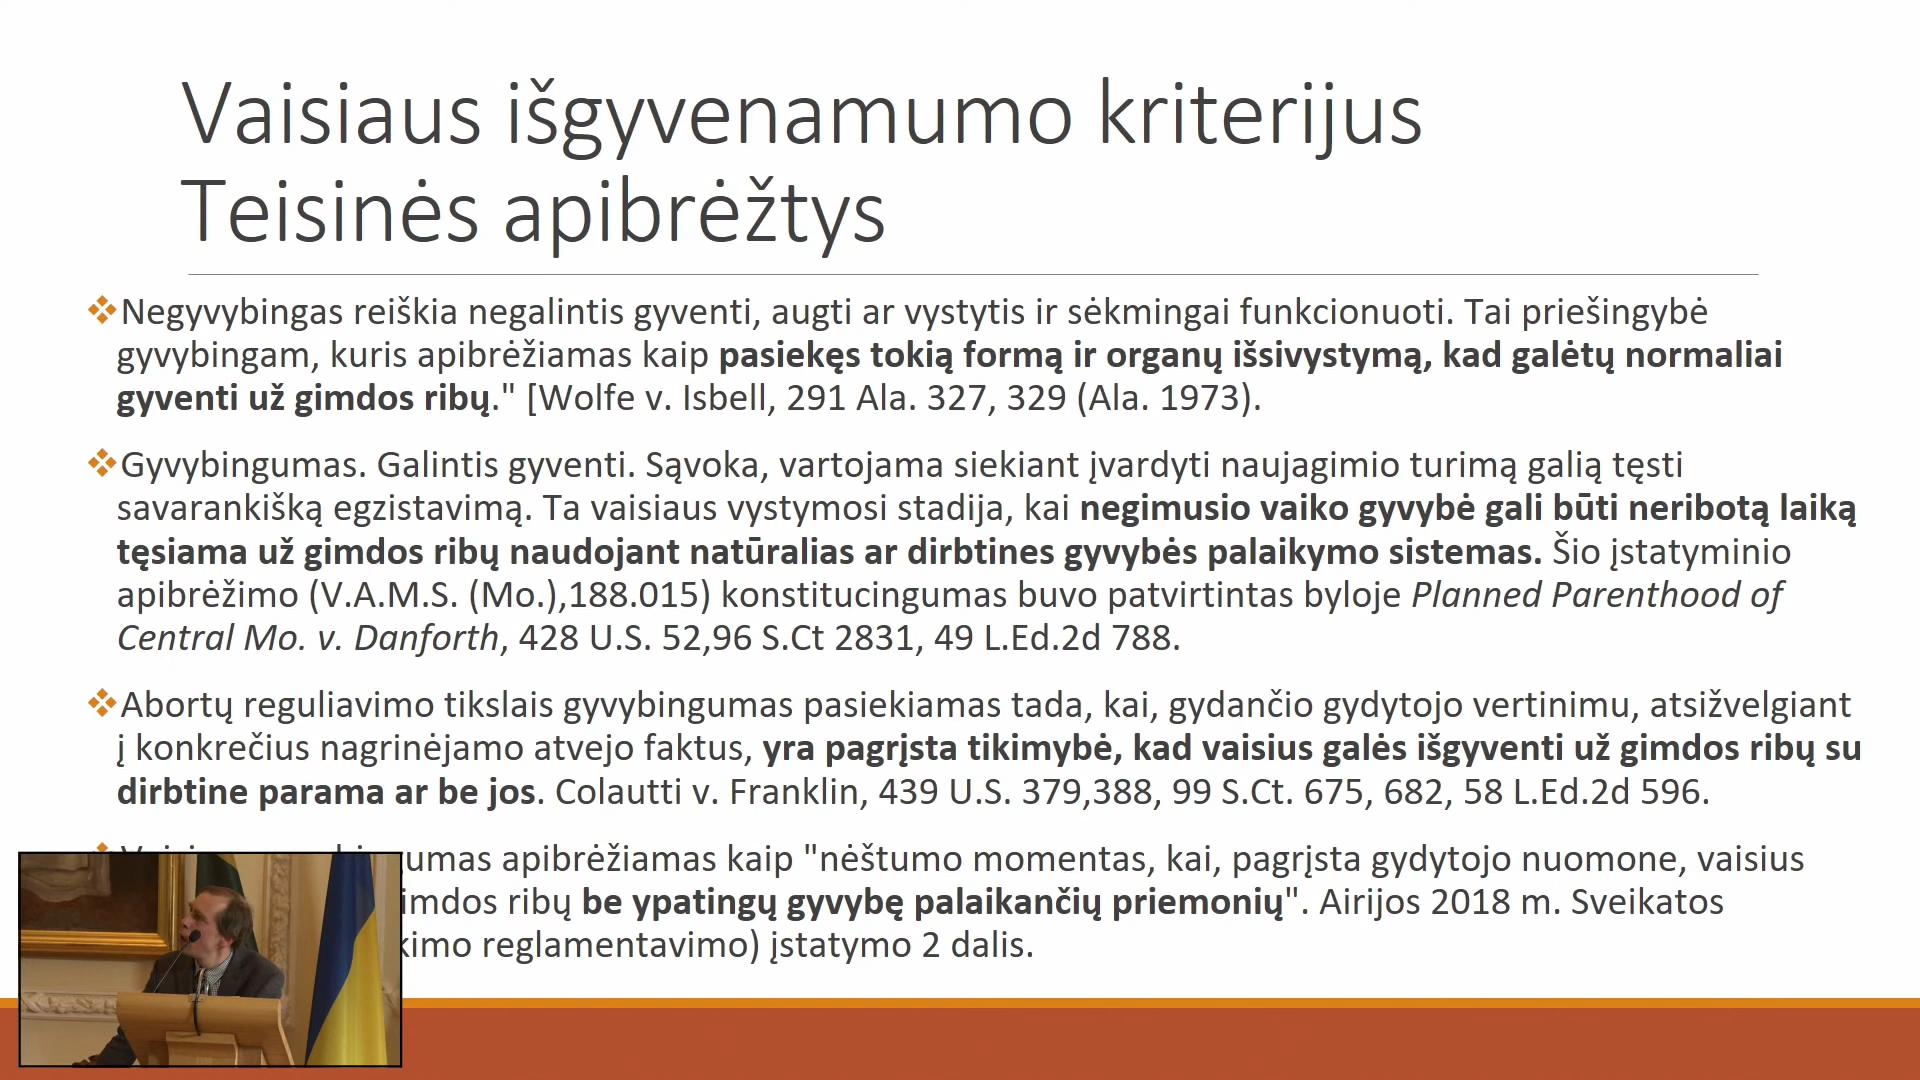 Vaisiaus išgyvenamumo kriterijus
Teisinės apibrėžtys
Negyvybingas reiškia negalintis gyventi, augti ar vystytis ir sėkmingai funkcionuoti. Tai priešingybė
gyvybingam, kuris apibrėžiamas kaip pasiekęs tokią formą ir organų išsivystymą, kad galėtų normaliai
gyventi už gimdos ribų." [Wolfe v. Isbell, 291 Ala. 327, 329 (Ala. 1973).
Gyvybingumas. Galintis gyventi. Sąvoka, vartojama siekiant įvardyti naujagimio turimą galią tęsti
savarankišką egzistavimą. Ta vaisiaus vystymosi stadija, kai negimusio vaiko gyvybė gali būti neribotą laiką
tęsiama už gimdos ribų naudojant natūralias ar dirbtines gyvybės palaikymo sistemas. Šio įstatyminio
apibrėžimo (V.A.M.S. (Mo.),188.015) konstitucingumas buvo patvirtintas byloje Planned Parenthood of
Central Mo. v. Danforth, 428 U.S. 52,96 S.Ct 2831, 49 L.Ed.2d 788.
Abortų reguliavimo tikslais gyvybingumas pasiekiamas tada, kai, gydančio gydytojo vertinimu, atsižvelgiant
į konkrečius nagrinėjamo atvejo faktus, yra pagrįsta tikimybė, kad vaisius galės išgyventi už gimdos ribų su
dirbtine parama ar be jos. Colautti v. Franklin, 439 U.S. 379,388, 99 S.Ct. 675, 682, 58 L.Ed.2d 596.
apibrėžiamas kaip "nėštumo momentas, kai, pagrįsta gydytojo nuomone, vaisius
ribų be ypatingų gyvybę palaikančių priemonių". Airijos 2018 m. Sveikatos
reglamentavimo) įstatymo 2 dalis.